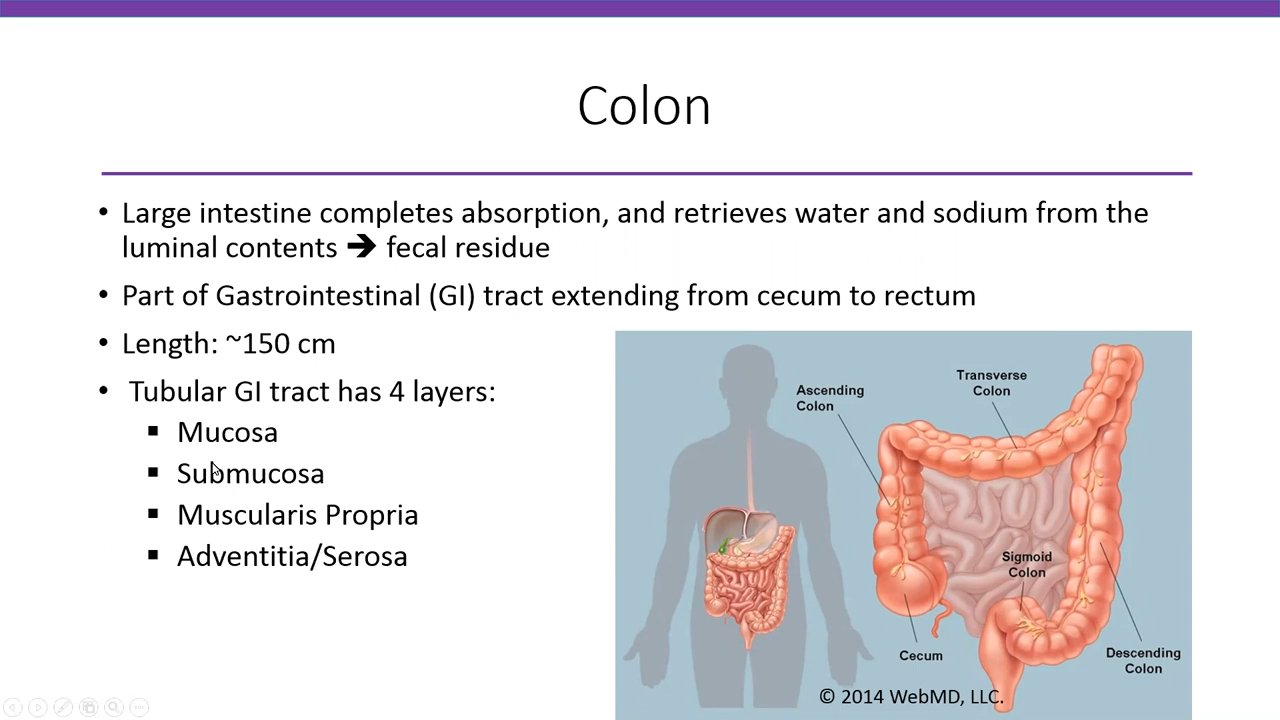 Colon
• Large intestine completes absorption, and retrieves water and sodium from the
luminal contents ➔ fecal residue
• Part of Gastrointestinal (GI) tract extending from cecum to rectum
• Length: ~150 cm
• Tubular GI tract has 4 layers:
▪ Mucosa
▪ Submucosa
▪ Muscularis Propria
▪ Adventitia/Serosa
Ascending
Colon
Transverse
Colon
Sigmoid
Colon
Cecum
Descending
Colon
© 2014 WebMD, LLC.